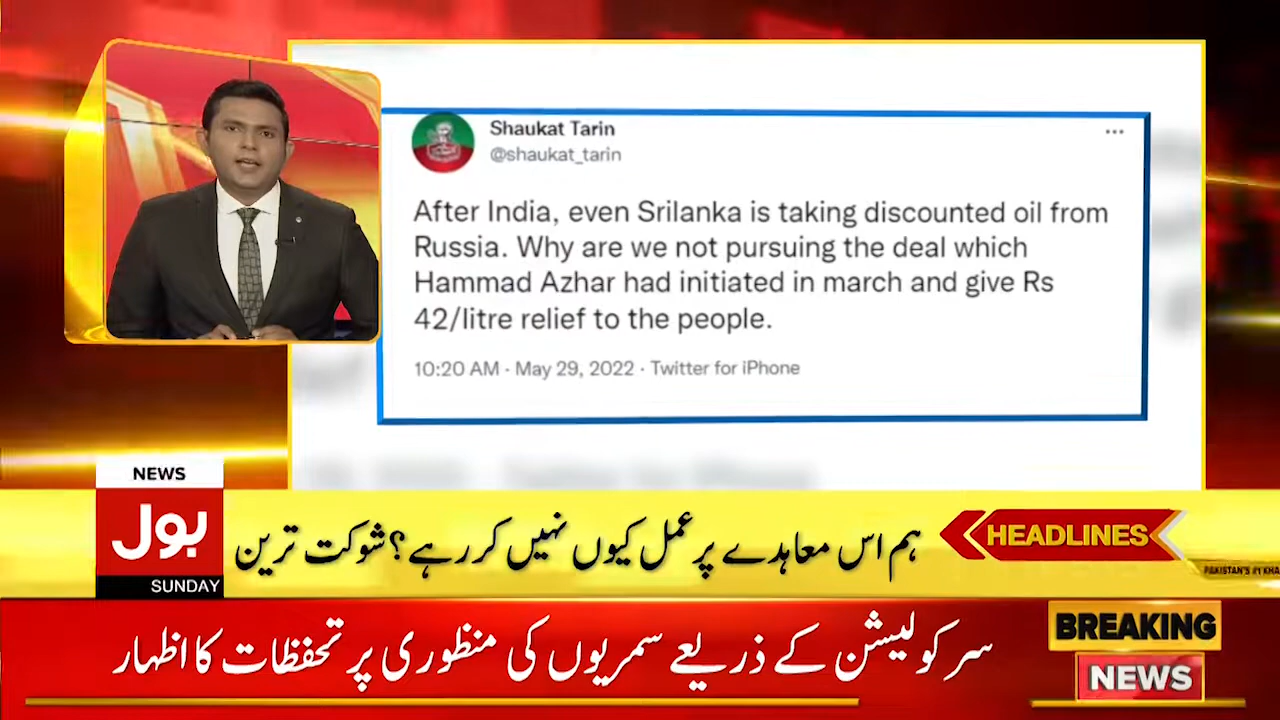 Shaukat Tarin
@shaukat_tarin
After India, even Srilanka is taking discounted oil from
Russia. Why are we not pursuing the deal which
Hammad Azhar had initiated in march and give Rs
42/litre relief to the people.
10:20 AM · May 29, 2022 · Twitter for iPhone
NEWS
بول
SUNDAY
ہم اس معاہدے پر عمل کیوں نہیں کر رہے؟ شوکت ترین
HEADLINES
PAKISTAN'S #1
سرکولیشن کے ذریعے سمریوں کی منظوری پر تحفظات کا اظہار
BREAKING
NEWS